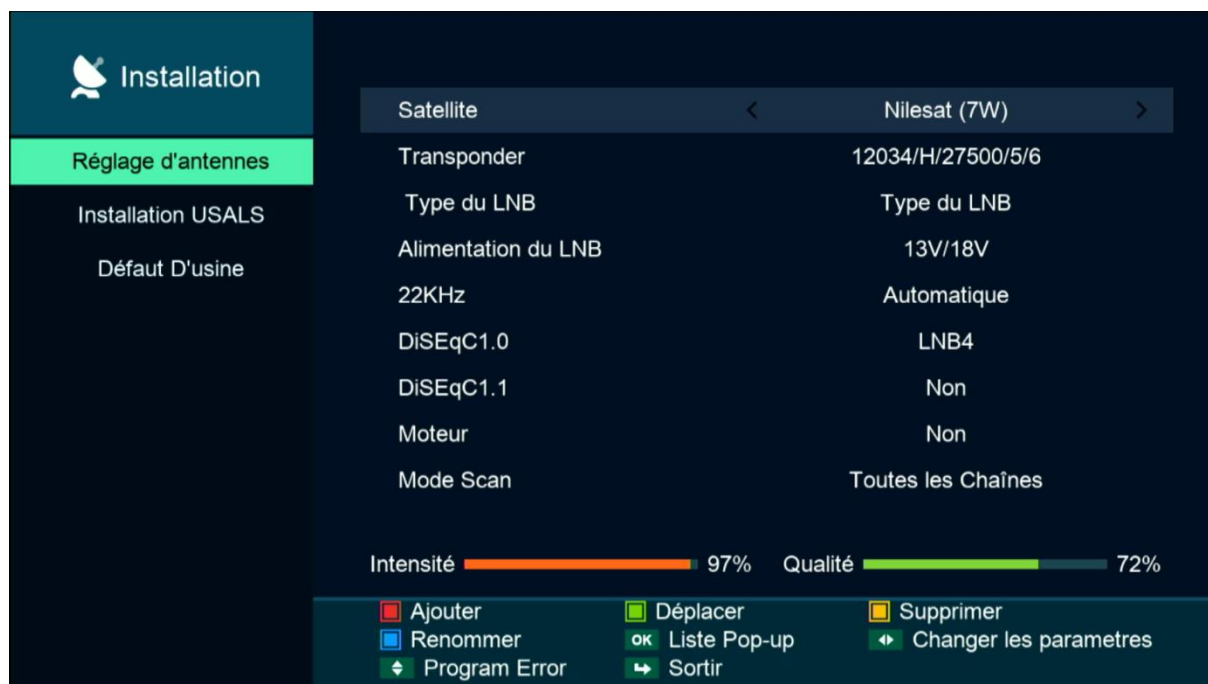 Installation
Réglage d'antennes
Installation USALS
Défaut D'usine
Satellite < Nilesat (7W) >
Transponder 12034/H/27500/5/6
Type du LNB Type du LNB
Alimentation du LNB 13V/18V
22KHz Automatique
DiSEqC1.0 LNB4
DiSEqC1.1 Non
Moteur Non
Mode Scan Toutes les Chaînes
Intensité 97% Qualité 72%
Ajouter Déplacer Supprimer
Renommer OK Liste Pop-up Changer les parametres
Program Error Sortir